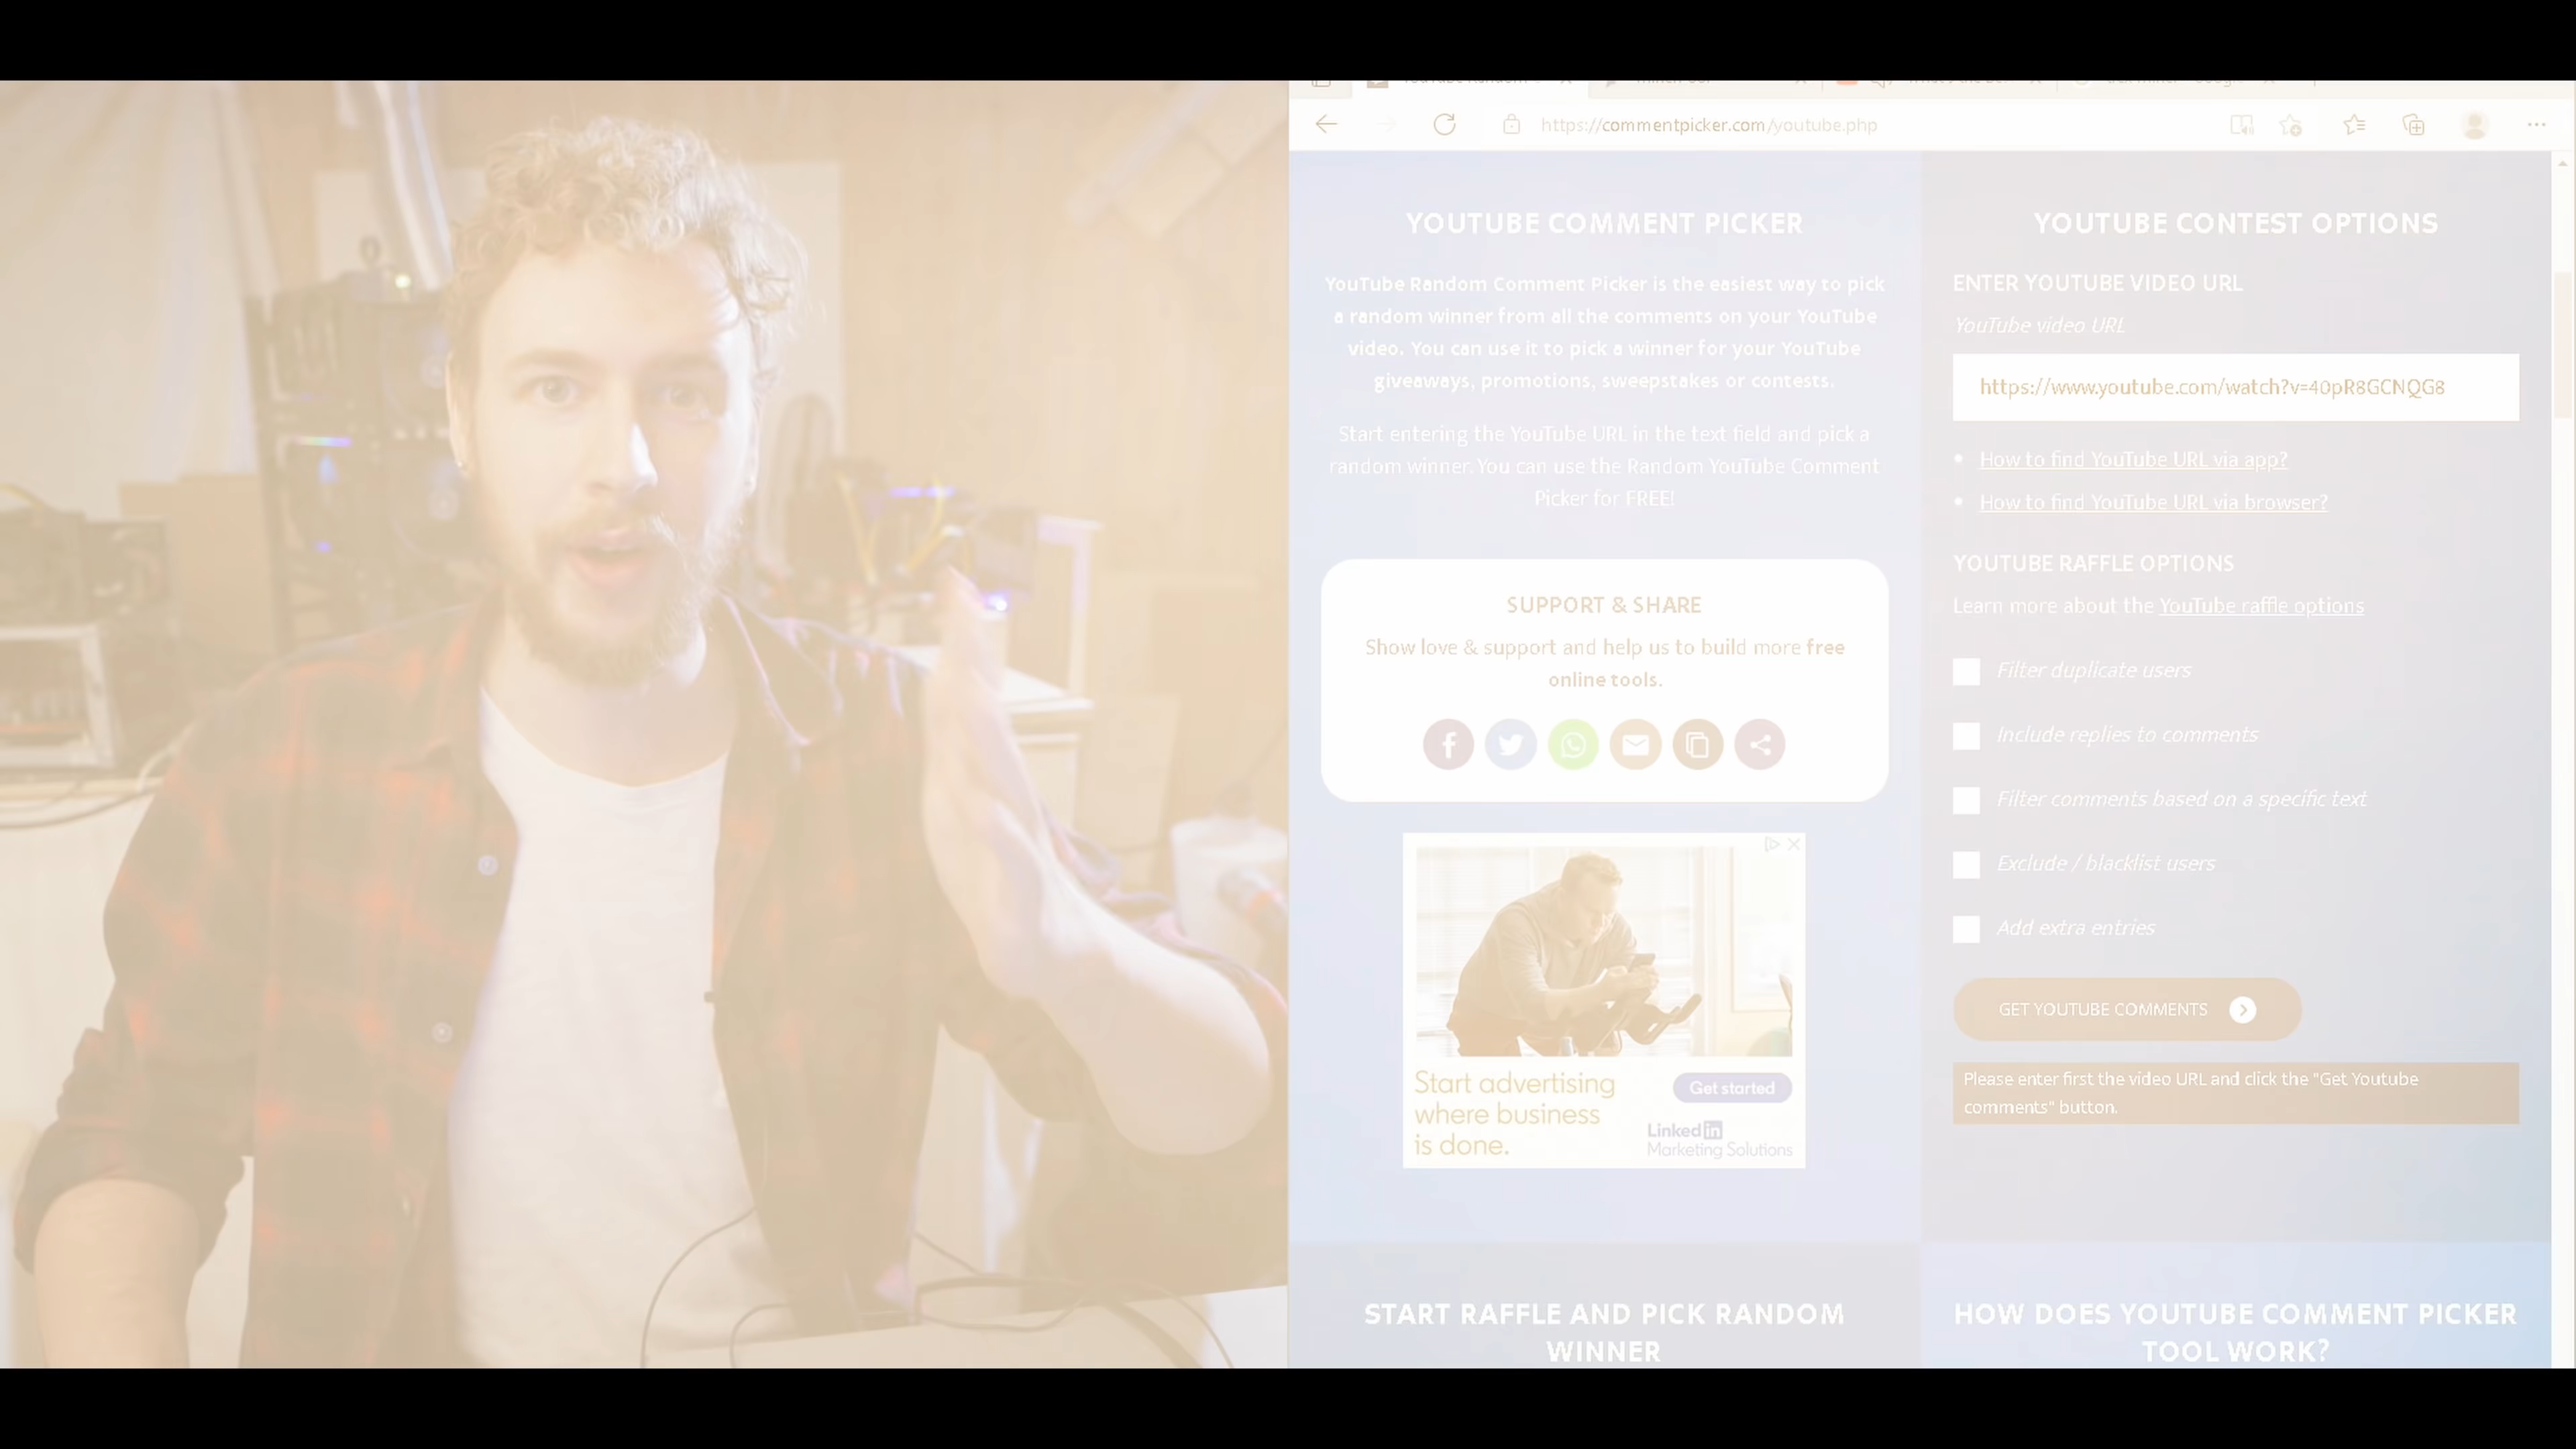 https://commentpicker.com/youtube.php
YOUTUBE COMMENT PICKER
YouTube Random Comment Picker is the easiest way to pick
a random winner from all the comments on your YouTube
video. You can use it to pick a winner for your YouTube
giveaways, promotions, sweepstakes or contests.
Start entering the YouTube URL in the text field and pick a
random winner. You can use the Random YouTube Comment
Picker for FREE!
SUPPORT & SHARE
Show love & support and help us to build more free
online tools.
Start advertising
where business
is done.
Get started
Linked in
Marketing Solutions
START RAFFLE AND PICK RANDOM
WINNER
YOUTUBE CONTEST OPTIONS
ENTER YOUTUBE VIDEO URL
YouTube video URL
https://www.youtube.com/watch?v=40pR8GCNQG8
How to find YouTube URL via app?
How to find YouTube URL via browser?
YOUTUBE RAFFLE OPTIONS
Learn more about the YouTube raffle options
Filter duplicate users
Include replies to comments
Filter comments based on a specific text
Exclude / blacklist users
Add extra entries
GET YOUTUBE COMMENTS
Please enter first the video URL and click the "Get Youtube
comments" button.
HOW DOES YOUTUBE COMMENT PICKER
TOOL WORK?